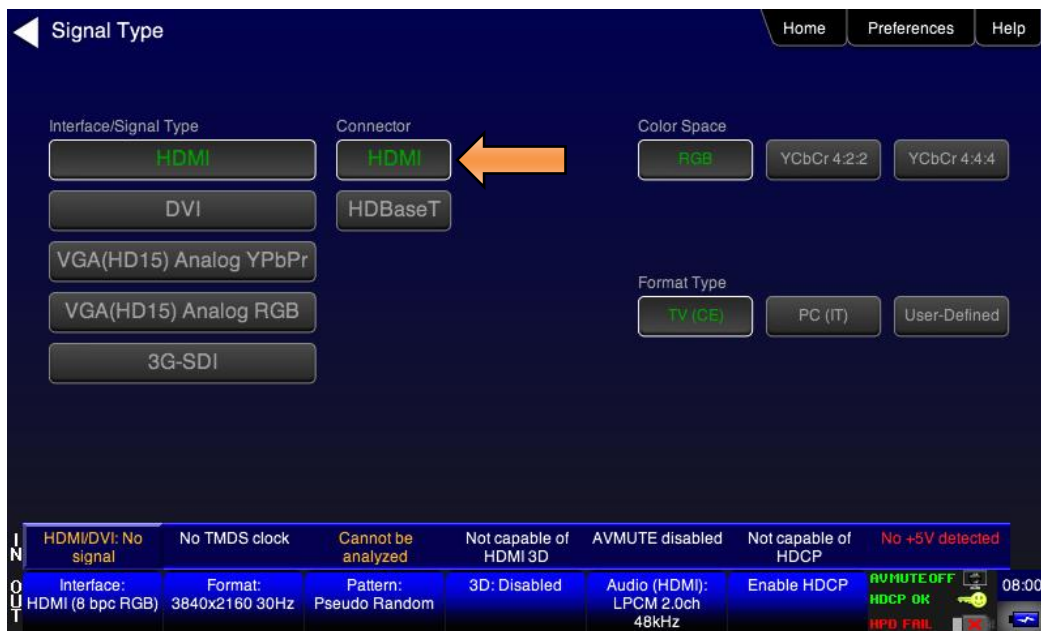 Signal Type
Home
Preferences
Help
Interface/Signal Type
Connector
Color Space
HDMI
HDMI
RGB
YCbCr 4:2:2
YCbCr 4:4:4
DVI
HDBaseT
VGA(HD15) Analog YPbPr
Format Type
VGA(HD15) Analog RGB
TV (CE)
PC (IT)
User-Defined
3G-SDI
IN
HDMI/DVI: No
signal
No TMDS clock
Cannot be
analyzed
Not capable of
HDMI 3D
AVMUTE disabled
Not capable of
HDCP
No +5V detected
OUT
Interface:
HDMI (8 bpc RGB)
Format:
3840x2160 30Hz
Pattern:
Pseudo Random
3D: Disabled
Audio (HDMI):
LPCM 2.0ch
48kHz
Enable HDCP
AVMUTEOFF
HDCP OK
HPD FAIL
08:00